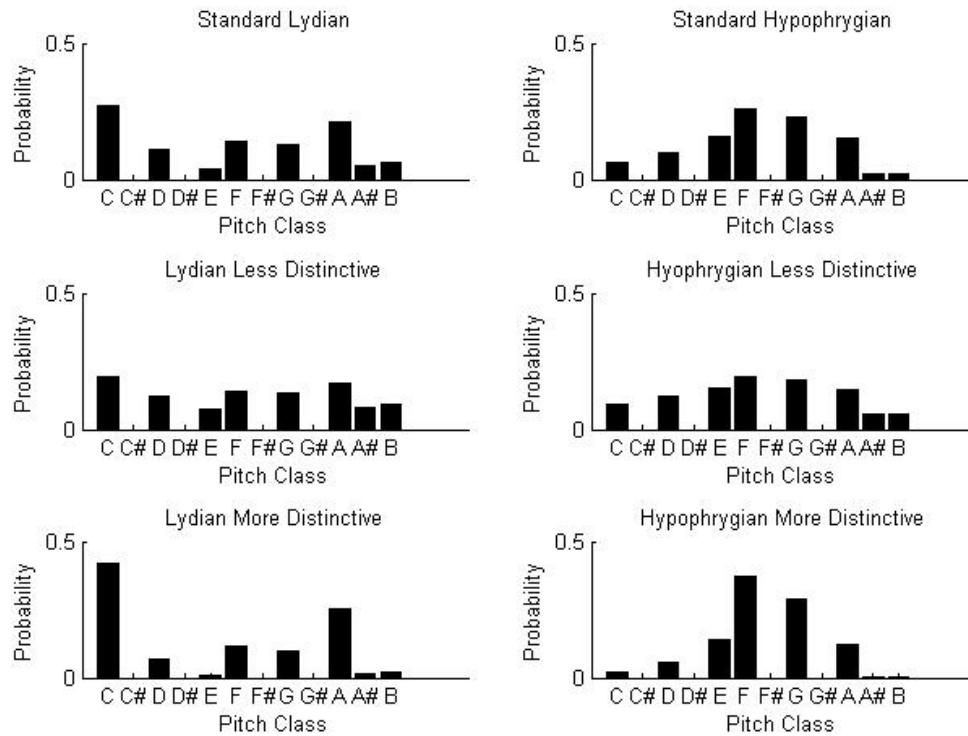 Standard Lydian
0.5
Probability
0
C C# D D# E F F# G G# A A# B
Pitch Class
Standard Hypophrygian
0.5
Probability
0
C C# D D# E F F# G G# A A# B
Pitch Class
Lydian Less Distinctive
0.5
Probability
0
C C# D D# E F F# G G# A A# B
Pitch Class
Hyophrygian Less Distinctive
0.5
Probability
0
C C# D D# E F F# G G# A A# B
Pitch Class
Lydian More Distinctive
0.5
Probability
0
C C# D D# E F F# G G# A A# B
Pitch Class
Hypophrygian More Distinctive
0.5
Probability
0
C C# D D# E F F# G G# A A# B
Pitch Class